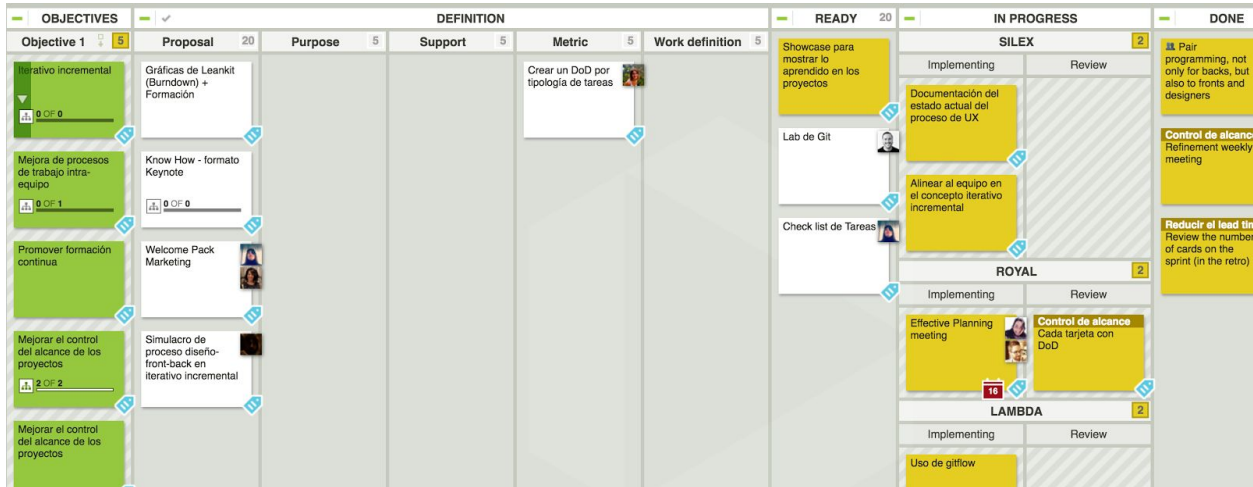 OBJECTIVES
DEFINITION
READY 20
IN PROGRESS
DONE
Objective 1 5
Proposal 20
Purpose 5
Support 5
Metric 5
Work definition 5
Iterativo incremental
0 OF 0
Mejora de procesos
de trabajo intra-
equipo
0 OF 1
Promover formación
continua
Mejorar el control
del alcance de los
proyectos
2 OF 2
Mejorar el control
del alcance de los
proyectos
Gráficas de Leankit
(Burndown) +
Formación
Know How - formato
Keynote
0 OF 0
Welcome Pack
Marketing
Simulacro de
proceso diseño-
front-back en
iterativo incremental
Crear un DoD por
tipología de tareas
Showcase para
mostrar lo
aprendido en los
proyectos
Lab de Git
Check list de Tareas
SILEX 2
Implementing
Review
Documentación del
estado actual del
proceso de UX
Alinear al equipo en
el concepto iterativo
incremental
ROYAL 2
Implementing
Review
Effective Planning
meeting
16
Control de alcance
Cada tarjeta con
DoD
LAMBDA 2
Implementing
Review
Uso de gitflow
Pair
programming, not
only for backs, but
also to fronts and
designers
Control de alcance
Refinement weekly
meeting
Reducir el lead tim
Review the number
of cards on the
sprint (in the retro)